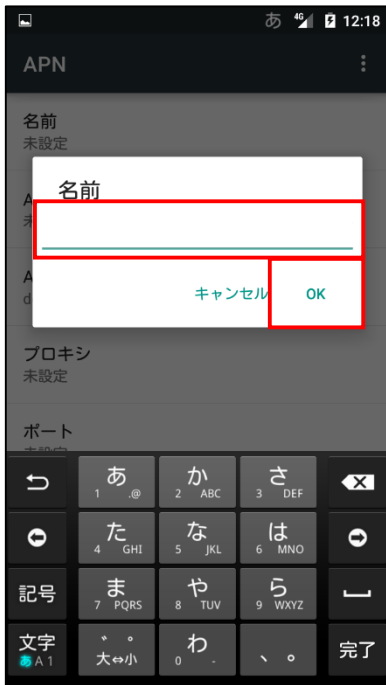 あ 4G 12:18
APN
名前
未設定
名前
キャンセル OK
ブロキシ
未設定
ポート
あ か さ
1 .@ 2 ABC 3 DEF
た な は
4 GHI 5 JKL 6 MNO
記号 ま や ら
7 PQRS 8 TUV 9 WXYZ
文字 ゛ ゜ わ 、 。 完了
あA1 大⇔小 0 -